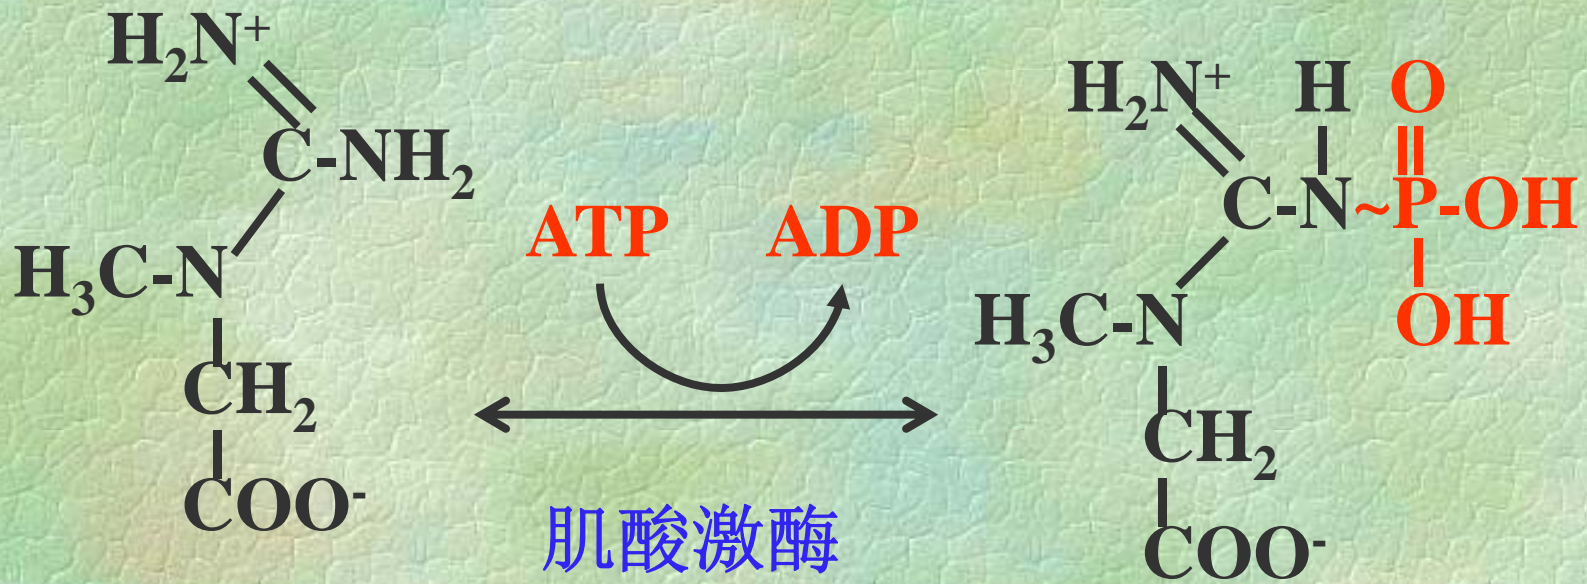 H₂N⁺
C-NH₂
H₃C-N
CH₂
COO⁻
ATP ADP
肌酸激酶
H₂N⁺ H O
C-N~P-OH
H₃C-N OH
CH₂
COO⁻